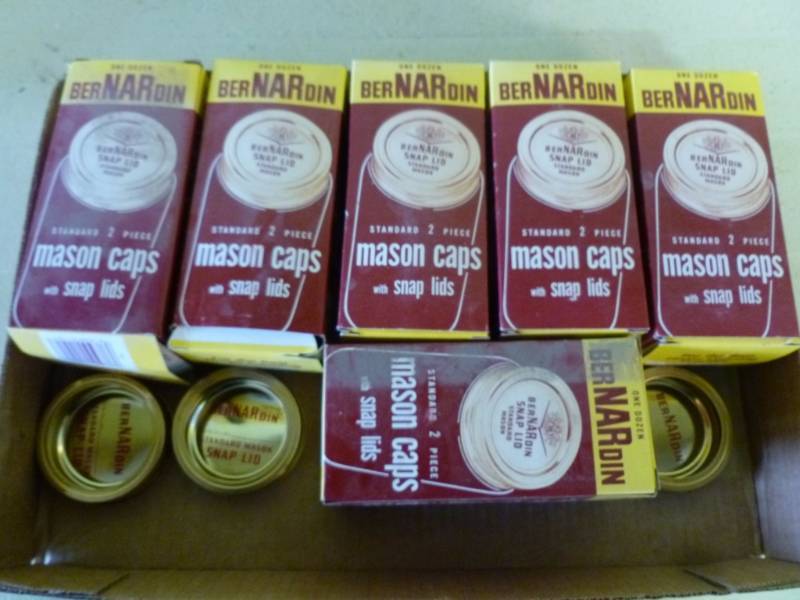 ONE DOZEN
BERNARDIN
BERNARDIN
SNAP LID
STANDARD
MASON
STANDARD 2 PIECE
mason caps
with snap lids
ONE DOZEN
BERNARDIN
BERNARDIN
SNAP LID
STANDARD
MASON
STANDARD 2 PIECE
mason caps
with snap lids
ONE DOZEN
BERNARDIN
BERNARDIN
SNAP LID
STANDARD
MASON
STANDARD 2 PIECE
mason caps
with snap lids
ONE DOZEN
BERNARDIN
BERNARDIN
SNAP LID
STANDARD
MASON
STANDARD 2 PIECE
mason caps
with snap lids
ONE DOZEN
BERNARDIN
BERNARDIN
SNAP LID
STANDARD
MASON
STANDARD 2 PIECE
mason caps
with snap lids
BERNARDIN
STANDARD MASON
SNAP LID
BERNARDIN
STANDARD MASON
SNAP LID
ONE DOZEN
BERNARDIN
BERNARDIN
SNAP LID
STANDARD
MASON
STANDARD 2 PIECE
mason caps
with snap lids
BERNARDIN